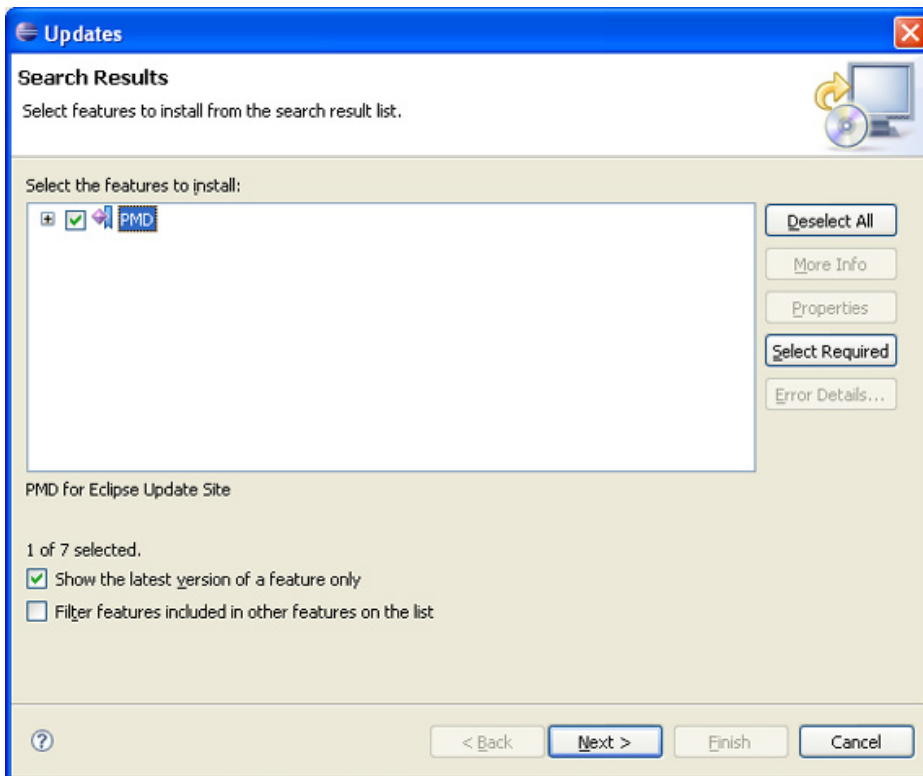 Updates
Search Results
Select features to install from the search result list.
Select the features to install:
PMD
Deselect All
More Info
Properties
Select Required
Error Details...
PMD for Eclipse Update Site
1 of 7 selected.
Show the latest version of a feature only
Filter features included in other features on the list
?
< Back
Next >
Finish
Cancel